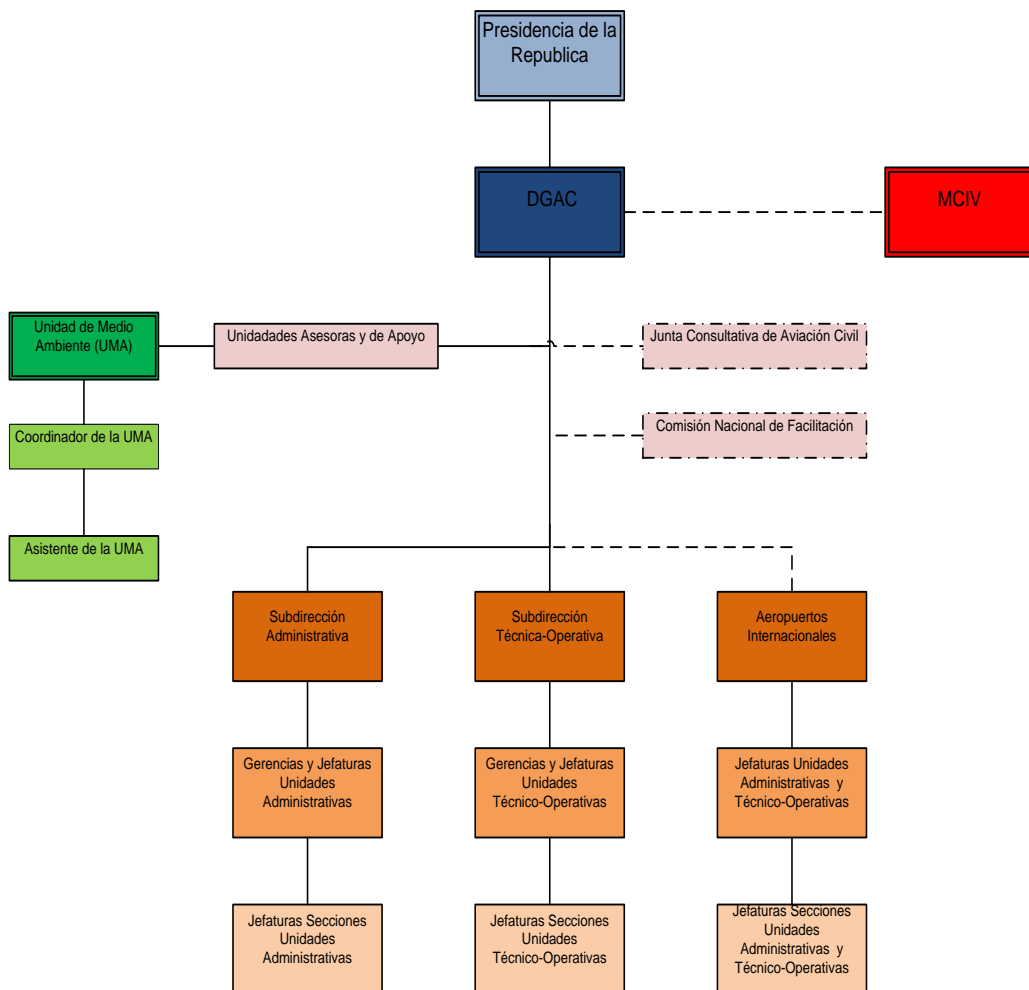 Presidencia de la
Republica
DGAC
MCIV
Unidad de Medio
Ambiente (UMA)
Unidadades Asesoras y de Apoyo
Junta Consultativa de Aviación Civil
Coordinador de la UMA
Comisión Nacional de Facilitación
Asistente de la UMA
Subdirección
Administrativa
Subdirección
Técnica-Operativa
Aeropuertos
Internacionales
Gerencias y Jefaturas
Unidades
Administrativas
Gerencias y Jefaturas
Unidades
Técnico-Operativas
Jefaturas Unidades
Administrativas y
Técnico-Operativas
Jefaturas Secciones
Unidades
Administrativas
Jefaturas Secciones
Unidades
Técnico-Operativas
Jefaturas Secciones
Unidades
Administrativas y
Técnico-Operativas